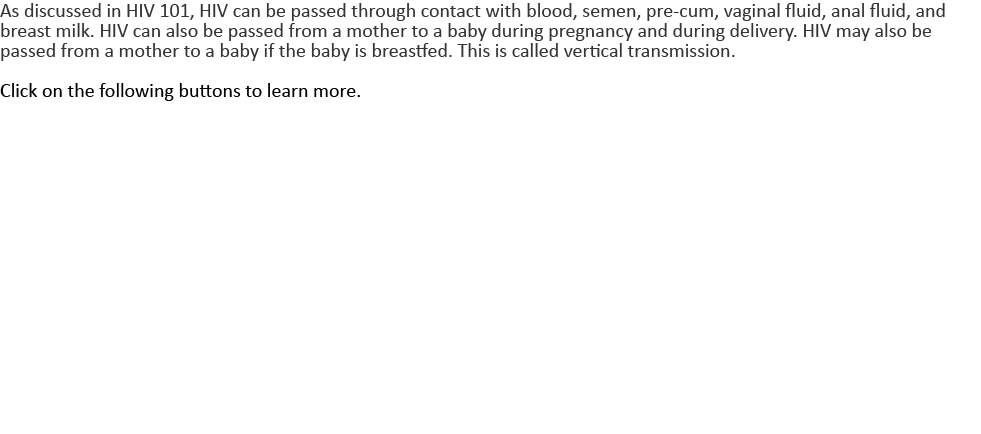 As discussed in HIV 101, HIV can be passed through contact with blood, semen, pre-cum, vaginal fluid, anal fluid, and
breast milk. HIV can also be passed from a mother to a baby during pregnancy and during delivery. HIV may also be
passed from a mother to a baby if the baby is breastfed. This is called vertical transmission.
Click on the following buttons to learn more.